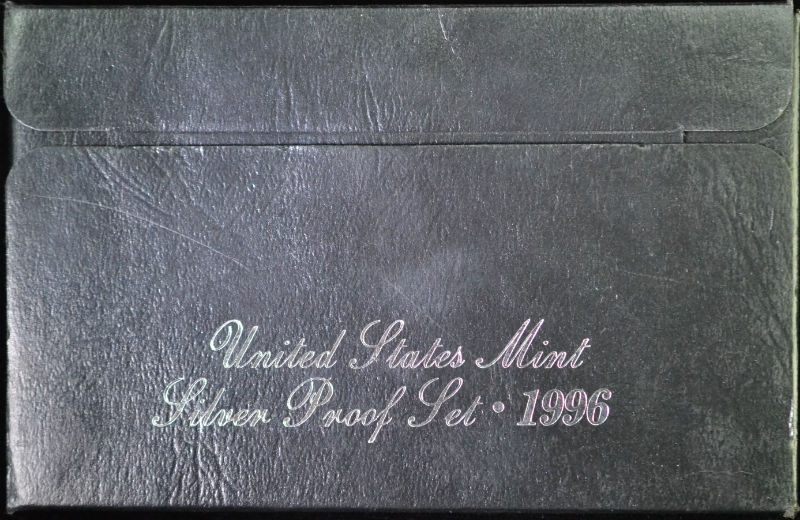 United States Mint
Silver Proof Set • 1996